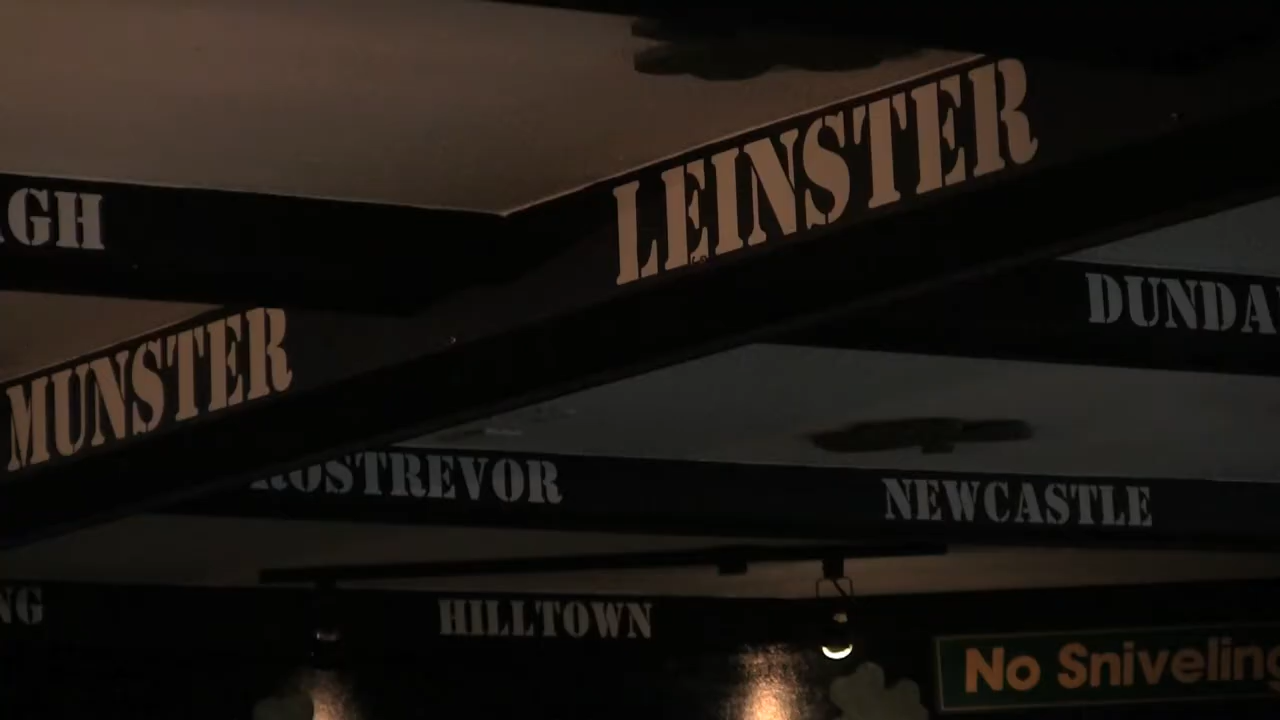 LEINSTER
GH
DUNDA
MUNSTER
ROSTREVOR
NEWCASTLE
NG
HILLTOWN
No Sniveling